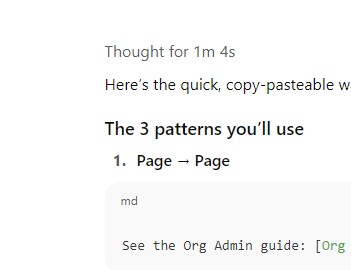 Thought for 1m 4s
Here's the quick, copy-pasteable
The 3 patterns you'll use
1. Page → Page
md
See the Org Admin guide: [Org